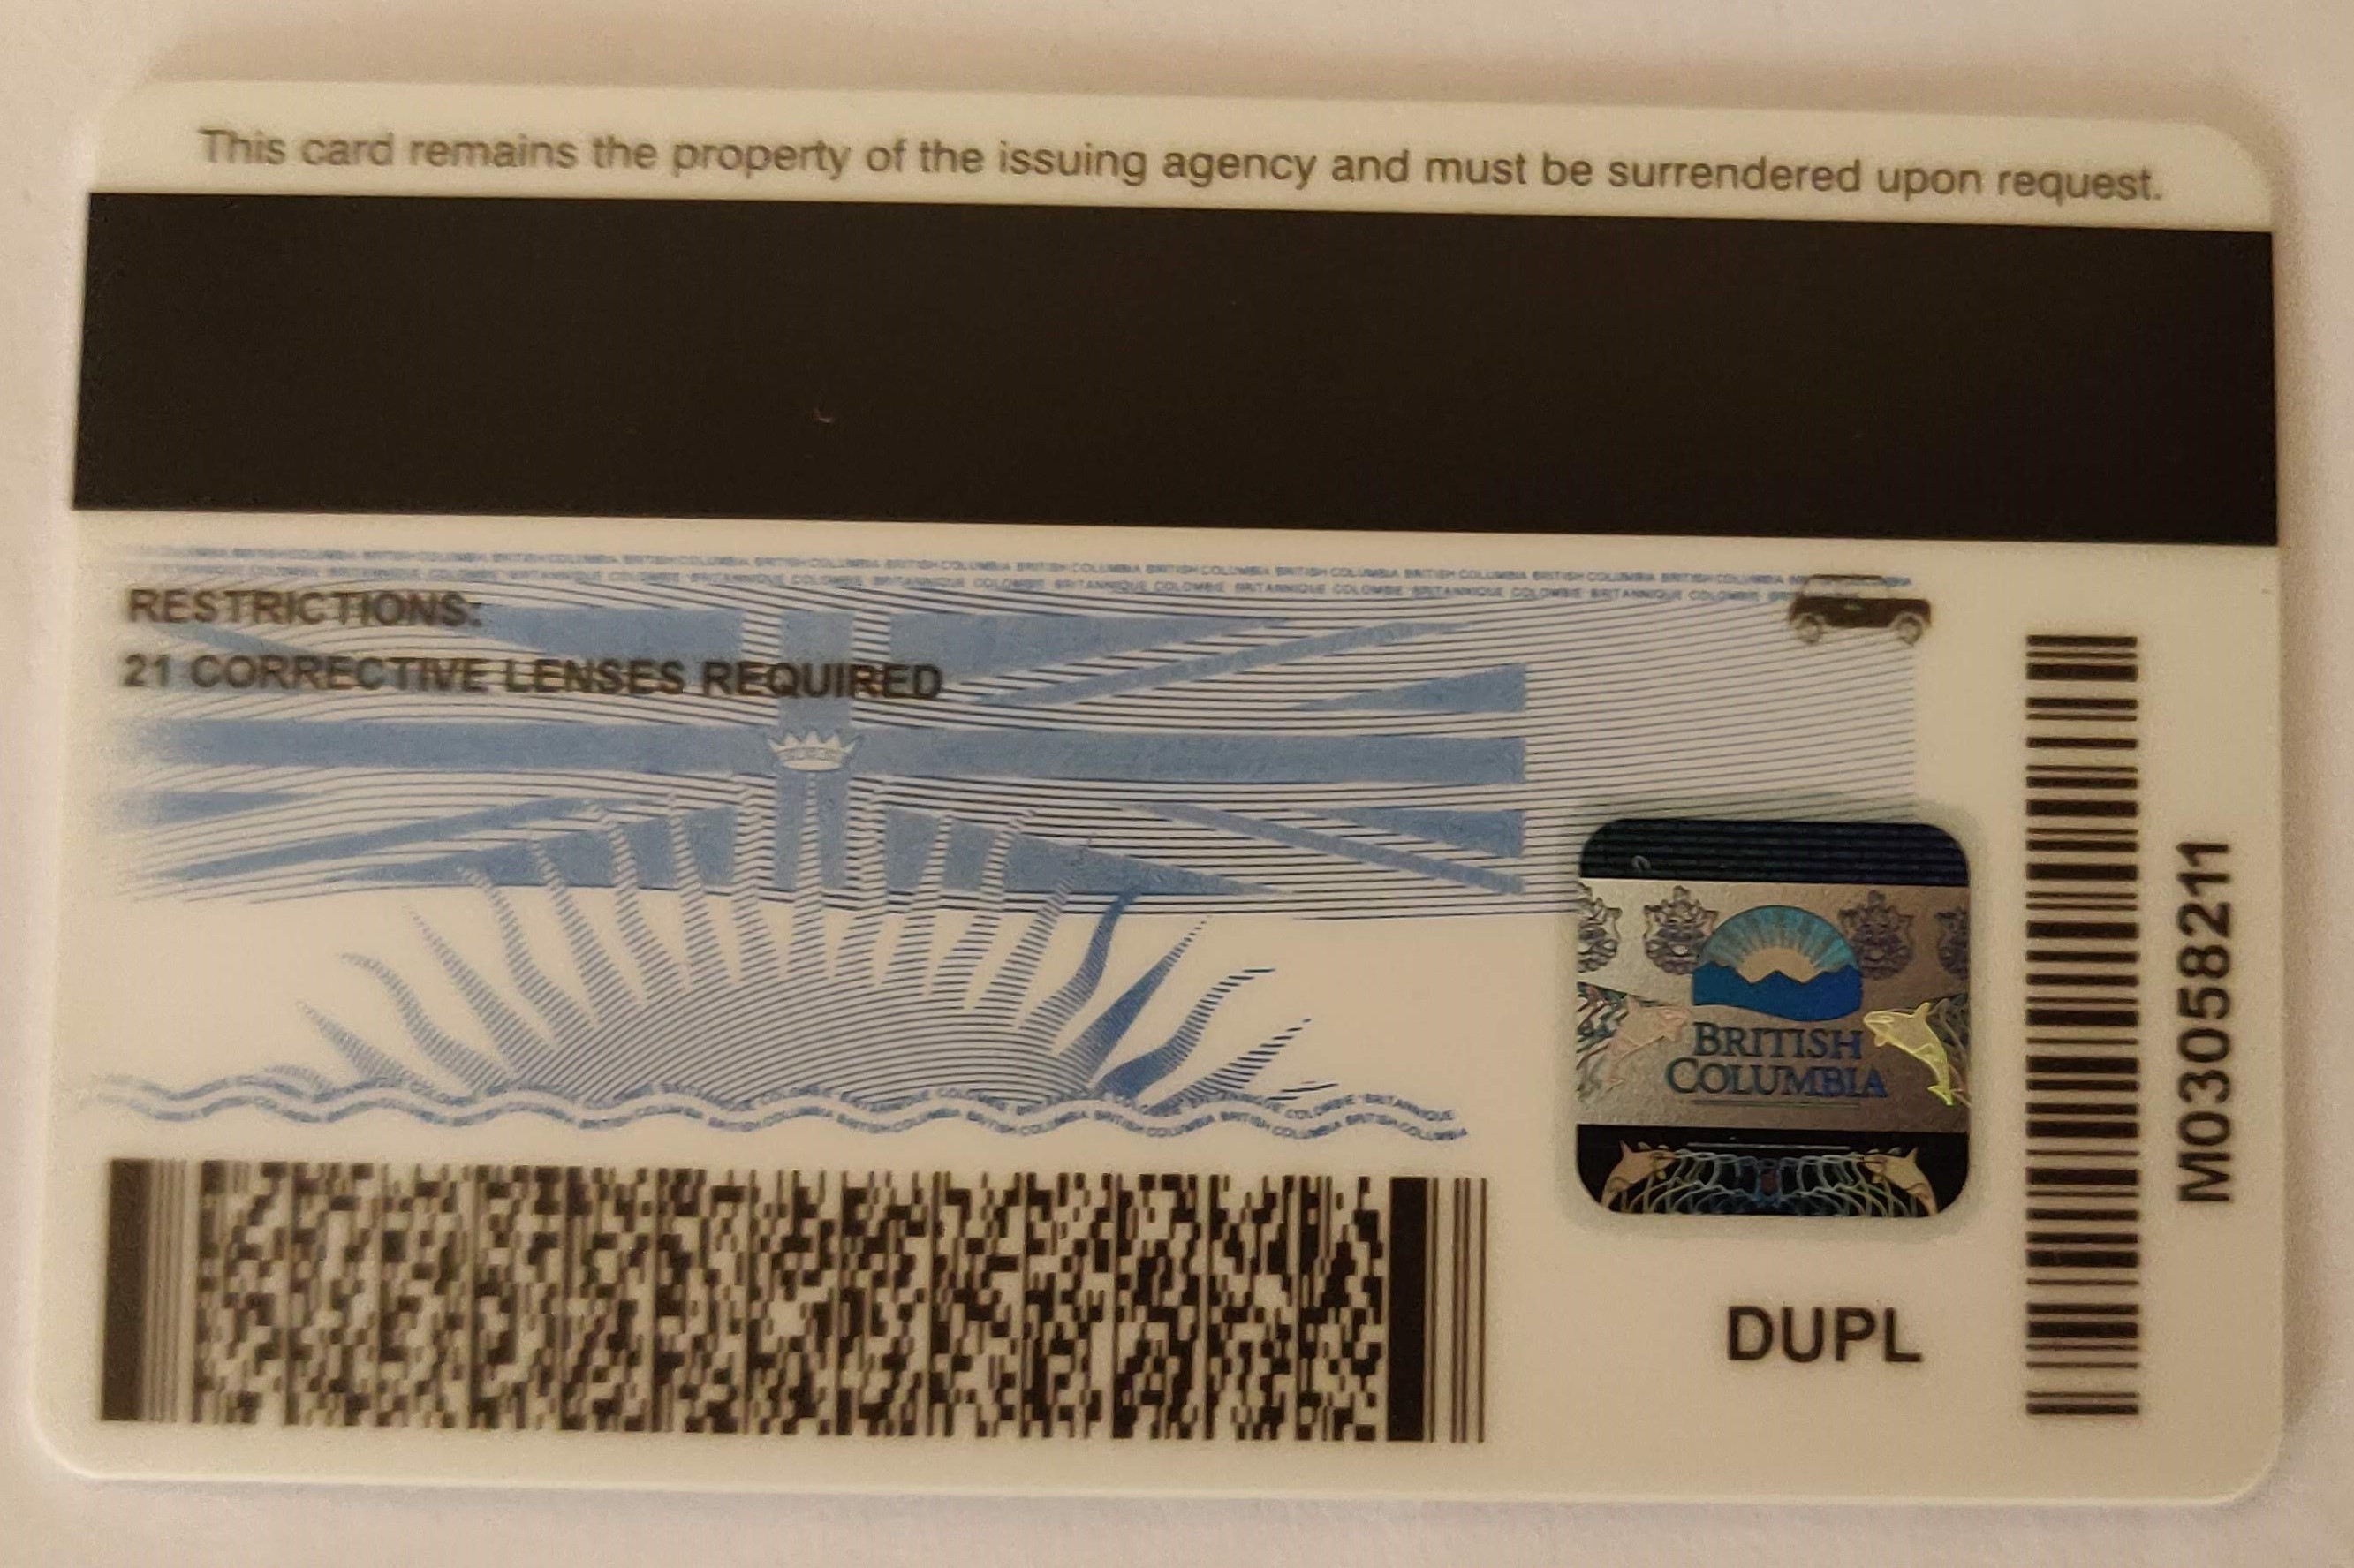 This card remains the property of the issuing agency and must be surrendered upon request.
RESTRICTIONS:
21 CORRECTIVE LENSES REQUIRED
BRITISH
COLUMBIA
M03058211
DUPL